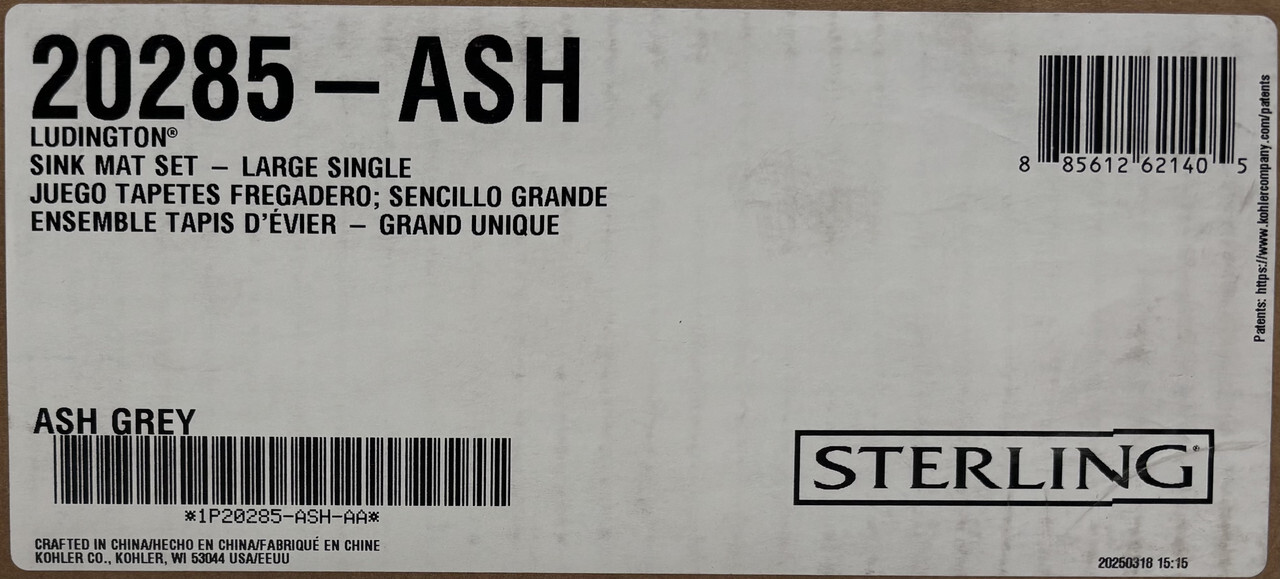 20285-ASH
LUDINGTON®
SINK MAT SET – LARGE SINGLE
JUEGO TAPETES FREGADERO; SENCILLO GRANDE
ENSEMBLE TAPIS D'ÉVIER – GRAND UNIQUE
8 85612 62140 5
Patents: https://www.kohlercompany.com/patents
ASH GREY
*1P20285-ASH-AA*
STERLING®
CRAFTED IN CHINA/HECHO EN CHINA/FABRIQUÉ EN CHINE
KOHLER CO., KOHLER, WI 53044 USA/EEUU
20250318 15:15